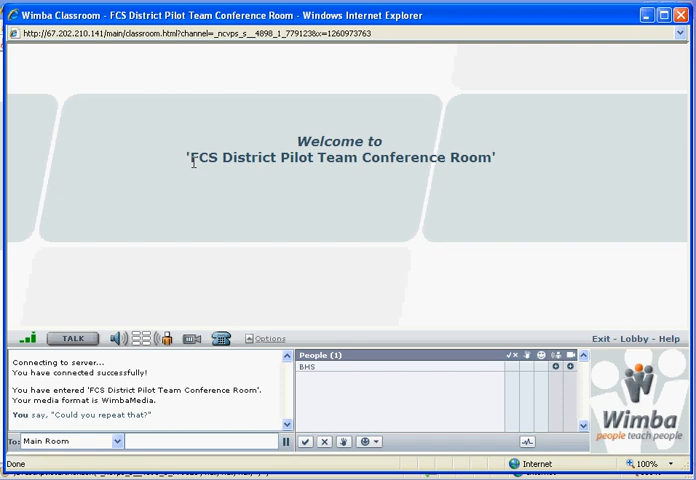 Wimba Classroom - FCS District Pilot Team Conference Room - Windows Internet Explorer
http://67.202.210.141/main/classroom.html?channel=_ncvps_s__4898_1_779123&x=1260973763
Welcome to
'FCS District Pilot Team Conference Room'
TALK
Options
Exit - Lobby - Help
Connecting to server...
You have connected successfully!
You have entered 'FCS District Pilot Team Conference Room'.
Your media format is WimbaMedia.
You say, "Could you repeat that?"
People (1)
BHS
To: Main Room
Wimba
people teach people
Done
Internet
100%